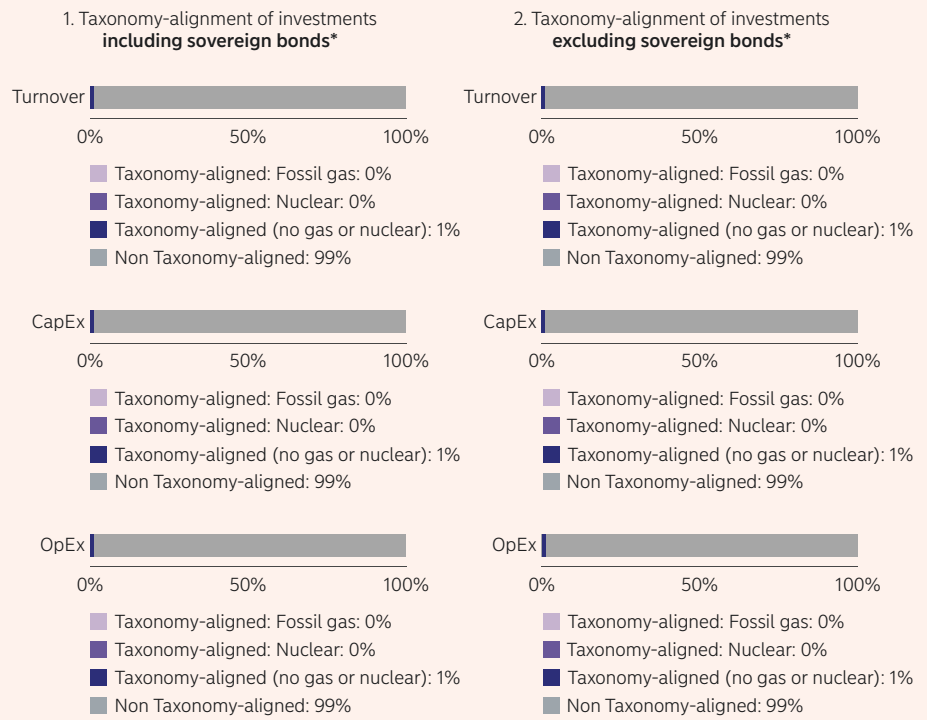 1. Taxonomy-alignment of investments
including sovereign bonds*
Turnover
0% 50% 100%
Taxonomy-aligned: Fossil gas: 0%
Taxonomy-aligned: Nuclear: 0%
Taxonomy-aligned (no gas or nuclear): 1%
Non Taxonomy-aligned: 99%
CapEx
0% 50% 100%
Taxonomy-aligned: Fossil gas: 0%
Taxonomy-aligned: Nuclear: 0%
Taxonomy-aligned (no gas or nuclear): 1%
Non Taxonomy-aligned: 99%
OpEx
0% 50% 100%
Taxonomy-aligned: Fossil gas: 0%
Taxonomy-aligned: Nuclear: 0%
Taxonomy-aligned (no gas or nuclear): 1%
Non Taxonomy-aligned: 99%
2. Taxonomy-alignment of investments
excluding sovereign bonds*
Turnover
0% 50% 100%
Taxonomy-aligned: Fossil gas: 0%
Taxonomy-aligned: Nuclear: 0%
Taxonomy-aligned (no gas or nuclear): 1%
Non Taxonomy-aligned: 99%
CapEx
0% 50% 100%
Taxonomy-aligned: Fossil gas: 0%
Taxonomy-aligned: Nuclear: 0%
Taxonomy-aligned (no gas or nuclear): 1%
Non Taxonomy-aligned: 99%
OpEx
0% 50% 100%
Taxonomy-aligned: Fossil gas: 0%
Taxonomy-aligned: Nuclear: 0%
Taxonomy-aligned (no gas or nuclear): 1%
Non Taxonomy-aligned: 99%